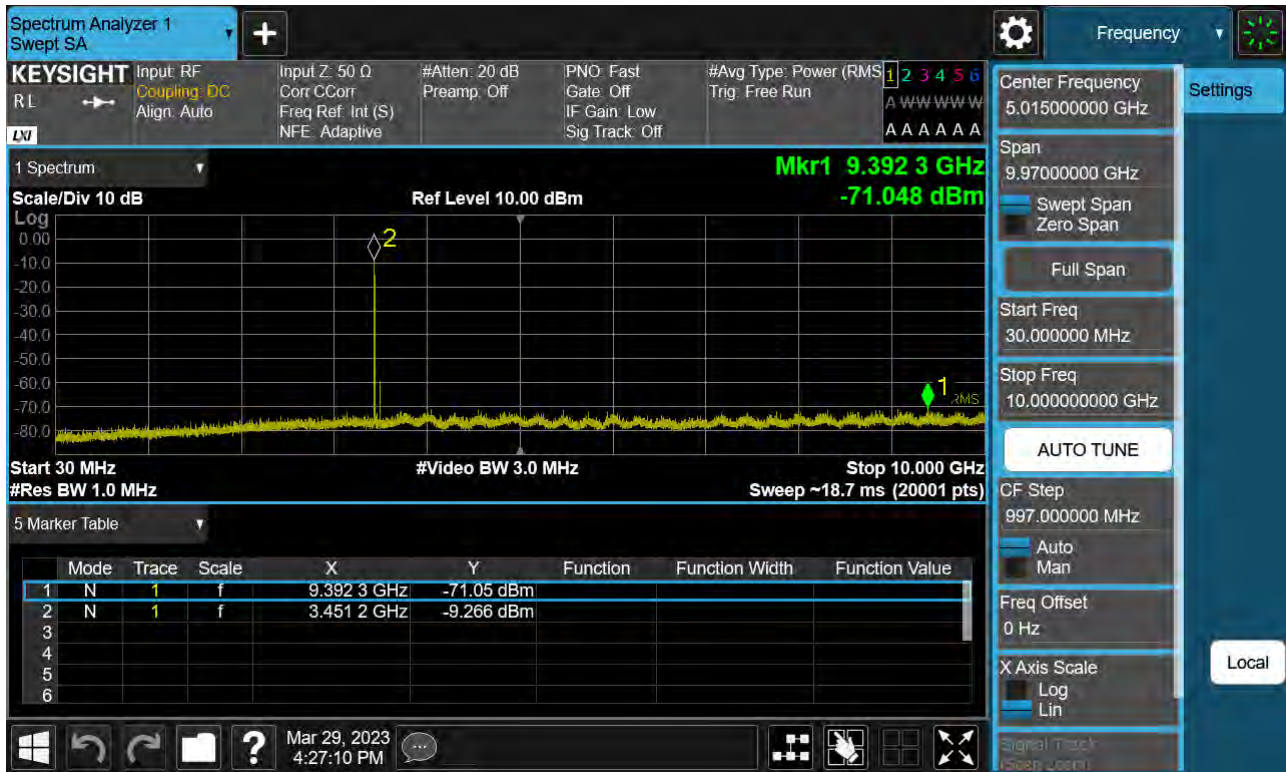 Spectrum Analyzer 1
Swept SA
+
Frequency
KEYSIGHT
RL
LXI
Input: RF
Coupling: DC
Align: Auto
Input Z: 50 Ω
Corr CCorr
Freq Ref: Int (S)
NFE: Adaptive
#Atten: 20 dB
Preamp: Off
PNO: Fast
Gate: Off
IF Gain: Low
Sig Track: Off
#Avg Type: Power (RMS
Trig: Free Run
1 2 3 4 5 6
A W W W W W
A A A A A A
1 Spectrum
Scale/Div 10 dB
Ref Level 10.00 dBm
Mkr1 9.392 3 GHz
-71.048 dBm
Log
0.00
-10.0
-20.0
-30.0
-40.0
-50.0
-60.0
-70.0
-80.0
2
1
RMS
Start 30 MHz
#Video BW 3.0 MHz
Stop 10.000 GHz
#Res BW 1.0 MHz
Sweep ~18.7 ms (20001 pts)
5 Marker Table
Mode Trace Scale X Y Function Function Width Function Value
1 N 1 f 9.392 3 GHz -71.05 dBm
2 N 1 f 3.451 2 GHz -9.266 dBm
3
4
5
6
Center Frequency
5.015000000 GHz
Settings
Span
9.97000000 GHz
Swept Span
Zero Span
Full Span
Start Freq
30.000000 MHz
Stop Freq
10.000000000 GHz
AUTO TUNE
CF Step
997.000000 MHz
Auto
Man
Freq Offset
0 Hz
X Axis Scale
Log
Lin
Signal Track
(Span Zoom)
Local
?
Mar 29, 2023
4:27:10 PM